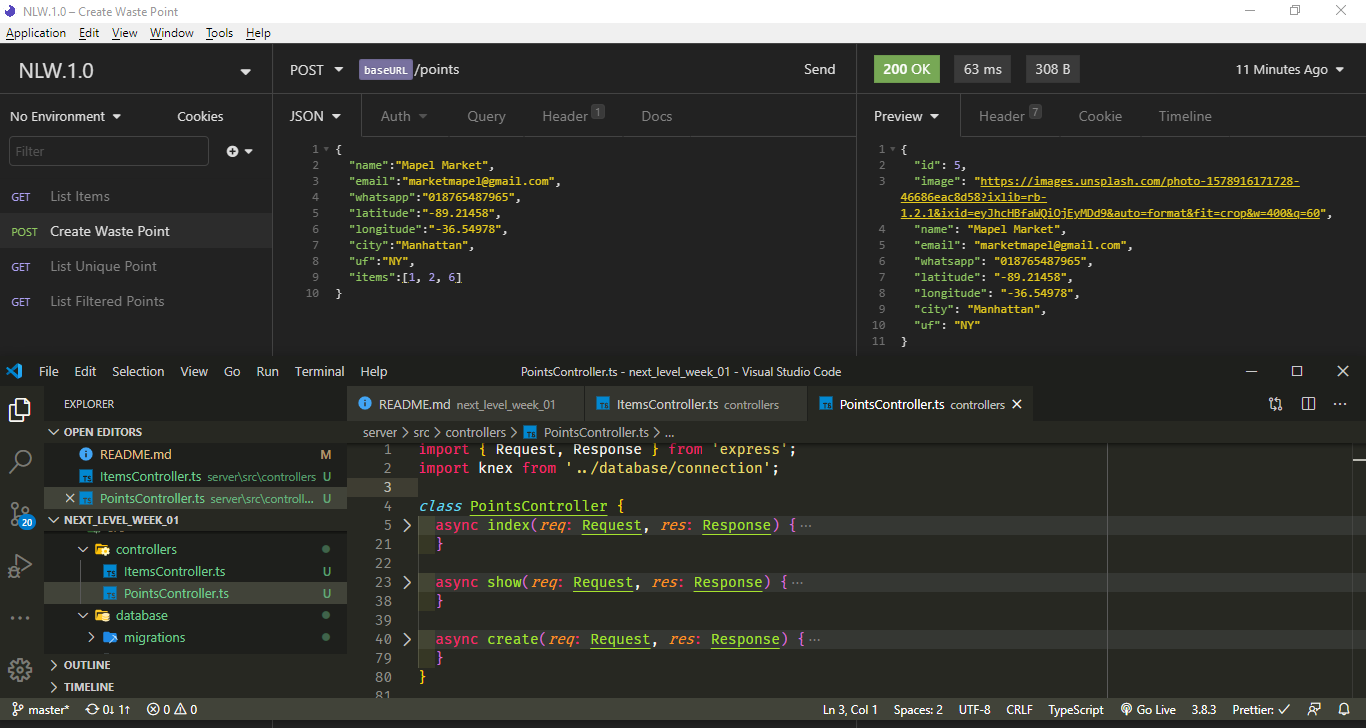 NLW.1.0 – Create Waste Point
Application Edit View Window Tools Help
NLW.1.0
POST baseURL /points Send
200 OK 63 ms 308 B 11 Minutes Ago
No Environment Cookies
JSON Auth Query Header 1 Docs
Preview Header 7 Cookie Timeline
Filter
GET List Items
POST Create Waste Point
GET List Unique Point
GET List Filtered Points
1 {
2 "name":"Mapel Market",
3 "email":"marketmapel@gmail.com",
4 "whatsapp":"018765487965",
5 "latitude":"-89.21458",
6 "longitude":"-36.54978",
7 "city":"Manhattan",
8 "uf":"NY",
9 "items":[1, 2, 6]
10 }
1 {
2 "id": 5,
3 "image": "https://images.unsplash.com/photo-1578916171728-
46686eac8d58?ixlib=rb-
1.2.1&ixid=eyJhcHBfaWQiOjEyMDd9&auto=format&fit=crop&w=400&q=60",
4 "name": "Mapel Market",
5 "email": "marketmapel@gmail.com",
6 "whatsapp": "018765487965",
7 "latitude": "-89.21458",
8 "longitude": "-36.54978",
9 "city": "Manhattan",
10 "uf": "NY"
11 }
File Edit Selection View Go Run Terminal Help
PointsController.ts - next_level_week_01 - Visual Studio Code
EXPLORER
README.md next_level_week_01
ItemsController.ts controllers
PointsController.ts controllers
OPEN EDITORS
README.md M
ItemsController.ts server\src\controllers U
PointsController.ts server\src\controll... U
NEXT_LEVEL_WEEK_01
controllers
ItemsController.ts U
PointsController.ts U
database
migrations
OUTLINE
TIMELINE
20
server > src > controllers > PointsController.ts > ...
1 import { Request, Response } from 'express';
2 import knex from '../database/connection';
3
4 class PointsController {
5 async index(req: Request, res: Response) { ...
21 }
22
23 async show(req: Request, res: Response) { ...
38 }
39
40 async create(req: Request, res: Response) { ...
79 }
80 }
81
master* 0↓ 1↑ 0 0
Ln 3, Col 1 Spaces: 2 UTF-8 CRLF TypeScript Go Live 3.8.3 Prettier: ✓